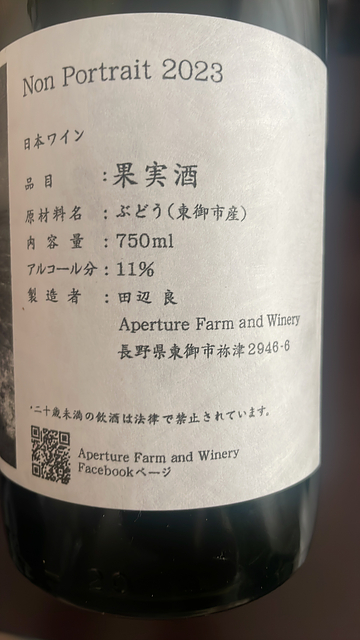 Non Portrait 2023
日本ワイン
品目 : 果実酒
原材料名 : ぶどう(東御市産)
内容量 : 750ml
アルコール分 : 11%
製造者 : 田辺 良
Aperture Farm and Winery
長野県東御市祢津2946-6
・二十歳未満の飲酒は法律で禁止されています。
Aperture Farm and Winery
Facebookページ